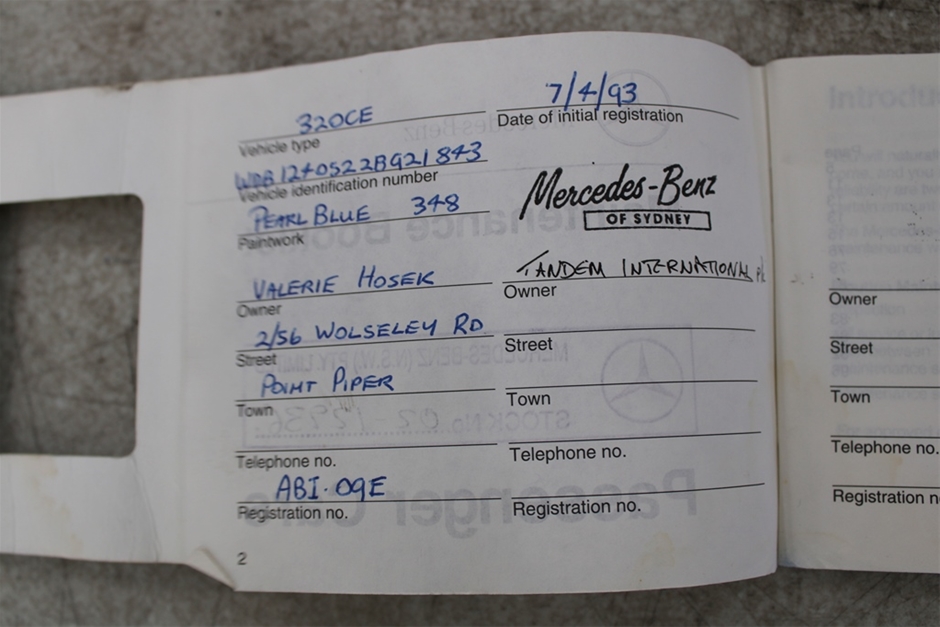 320CE
Vehicle type
WDB1240522B921843
Vehicle identification number
PEARL BLUE 348
Paintwork
VALERIE HOSEK
Owner
2/56 WOLSELEY RD
Street
POINT PIPER
Town
Telephone no.
ABI·09E
Registration no.
2
7/4/93
Date of initial registration
Mercedes-Benz
OF SYDNEY
TANDEM INTERNATIONAL P/L
Owner
Street
Town
Telephone no.
Registration no.
Owner
Street
Town
Telephone no.
Registration n